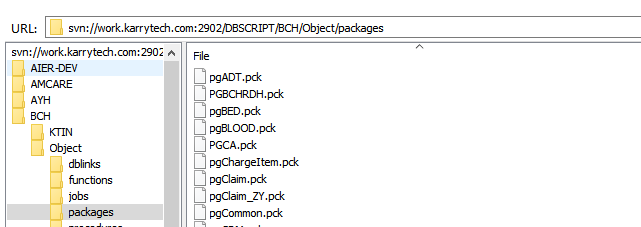 URL: svn://work.karrytech.com:2902/DBSCRIPT/BCH/Object/packages
svn://work.karrytech.com:2902
AIER-DEV
AMCARE
AYH
BCH
KTIN
Object
dblinks
functions
jobs
packages
File
pgADT.pck
PGBCHRDH.pck
pgBED.pck
pgBLOOD.pck
PGCA.pck
pgChargeItem.pck
pgClaim.pck
pgClaim_ZY.pck
pgCommon.pck